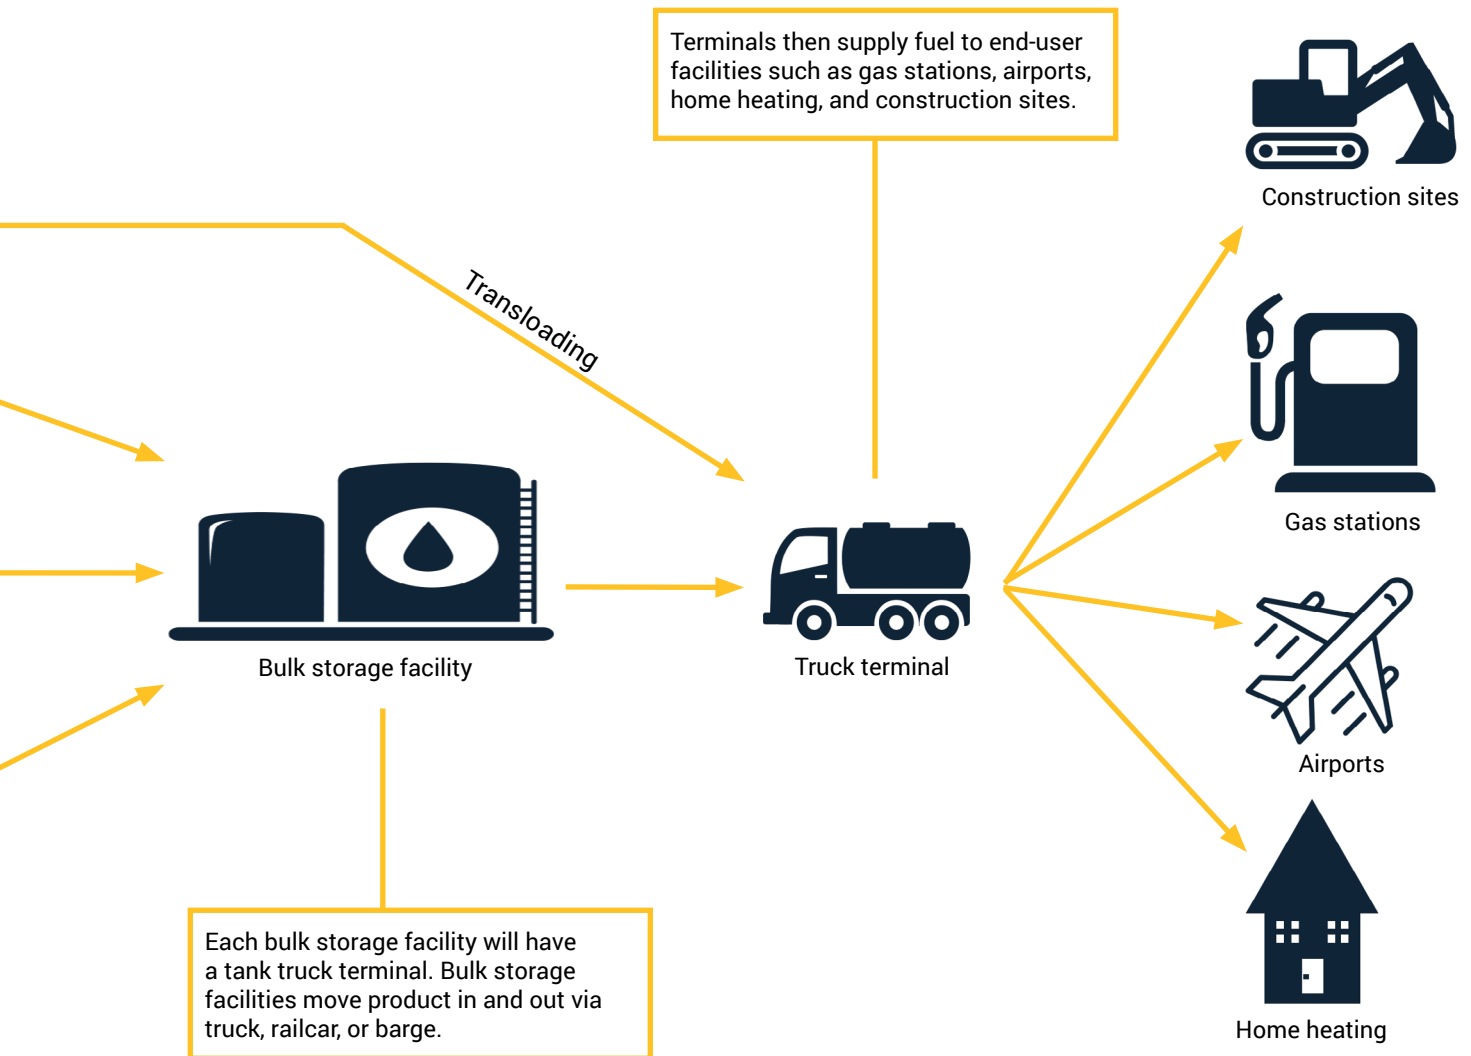 Terminals then supply fuel to end-user
facilities such as gas stations, airports,
home heating, and construction sites.
Construction sites
Transloading
Gas stations
Bulk storage facility
Truck terminal
Airports
Each bulk storage facility will have
a tank truck terminal. Bulk storage
facilities move product in and out via
truck, railcar, or barge.
Home heating